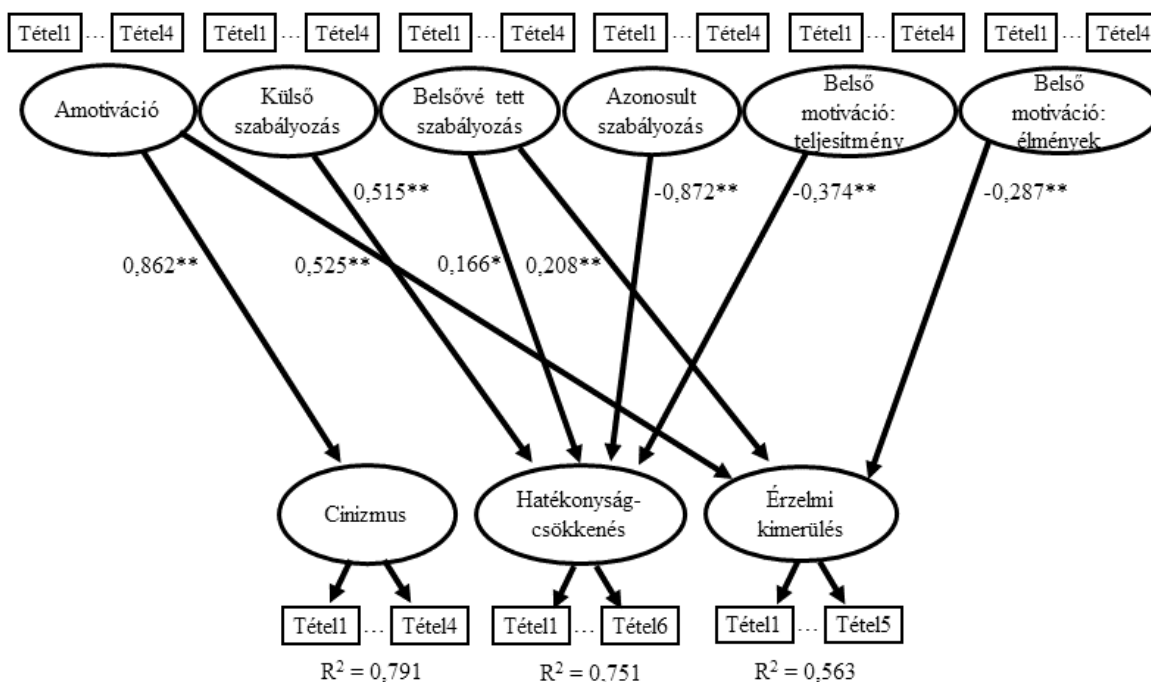 Tétel1 … Tétel4 Tétel1 … Tétel4 Tétel1 … Tétel4 Tétel1 … Tétel4 Tétel1 … Tétel4 Tétel1 … Tétel4
Amotiváció
Külső
szabályozás
Belsővé tett
szabályozás
Azonosult
szabályozás
Belső
motiváció:
teljesítmény
Belső
motiváció:
élmények
0,515** -0,872** -0,374** -0,287**
0,862** 0,525** 0,166* 0,208**
Cinizmus
Hatékonyság-
csökkenés
Érzelmi
kimerülés
Tétel1 … Tétel4 Tétel1 … Tétel6 Tétel1 … Tétel5
R² = 0,791 R² = 0,751 R² = 0,563